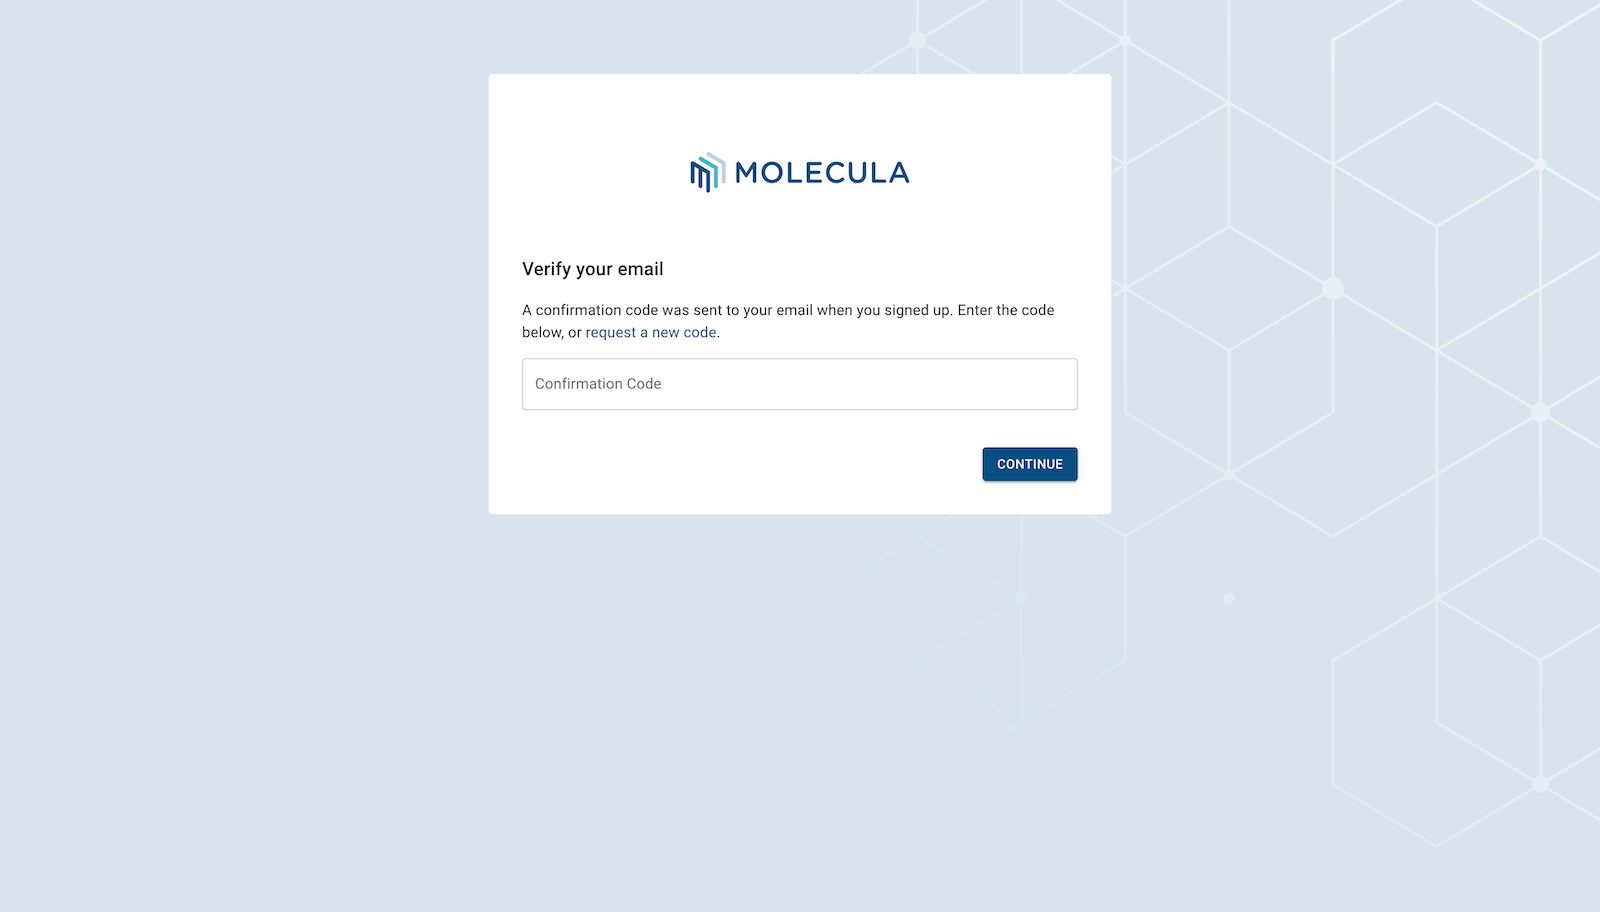 MOLECULA
Verify your email
A confirmation code was sent to your email when you signed up. Enter the code
below, or request a new code.
Confirmation Code
CONTINUE